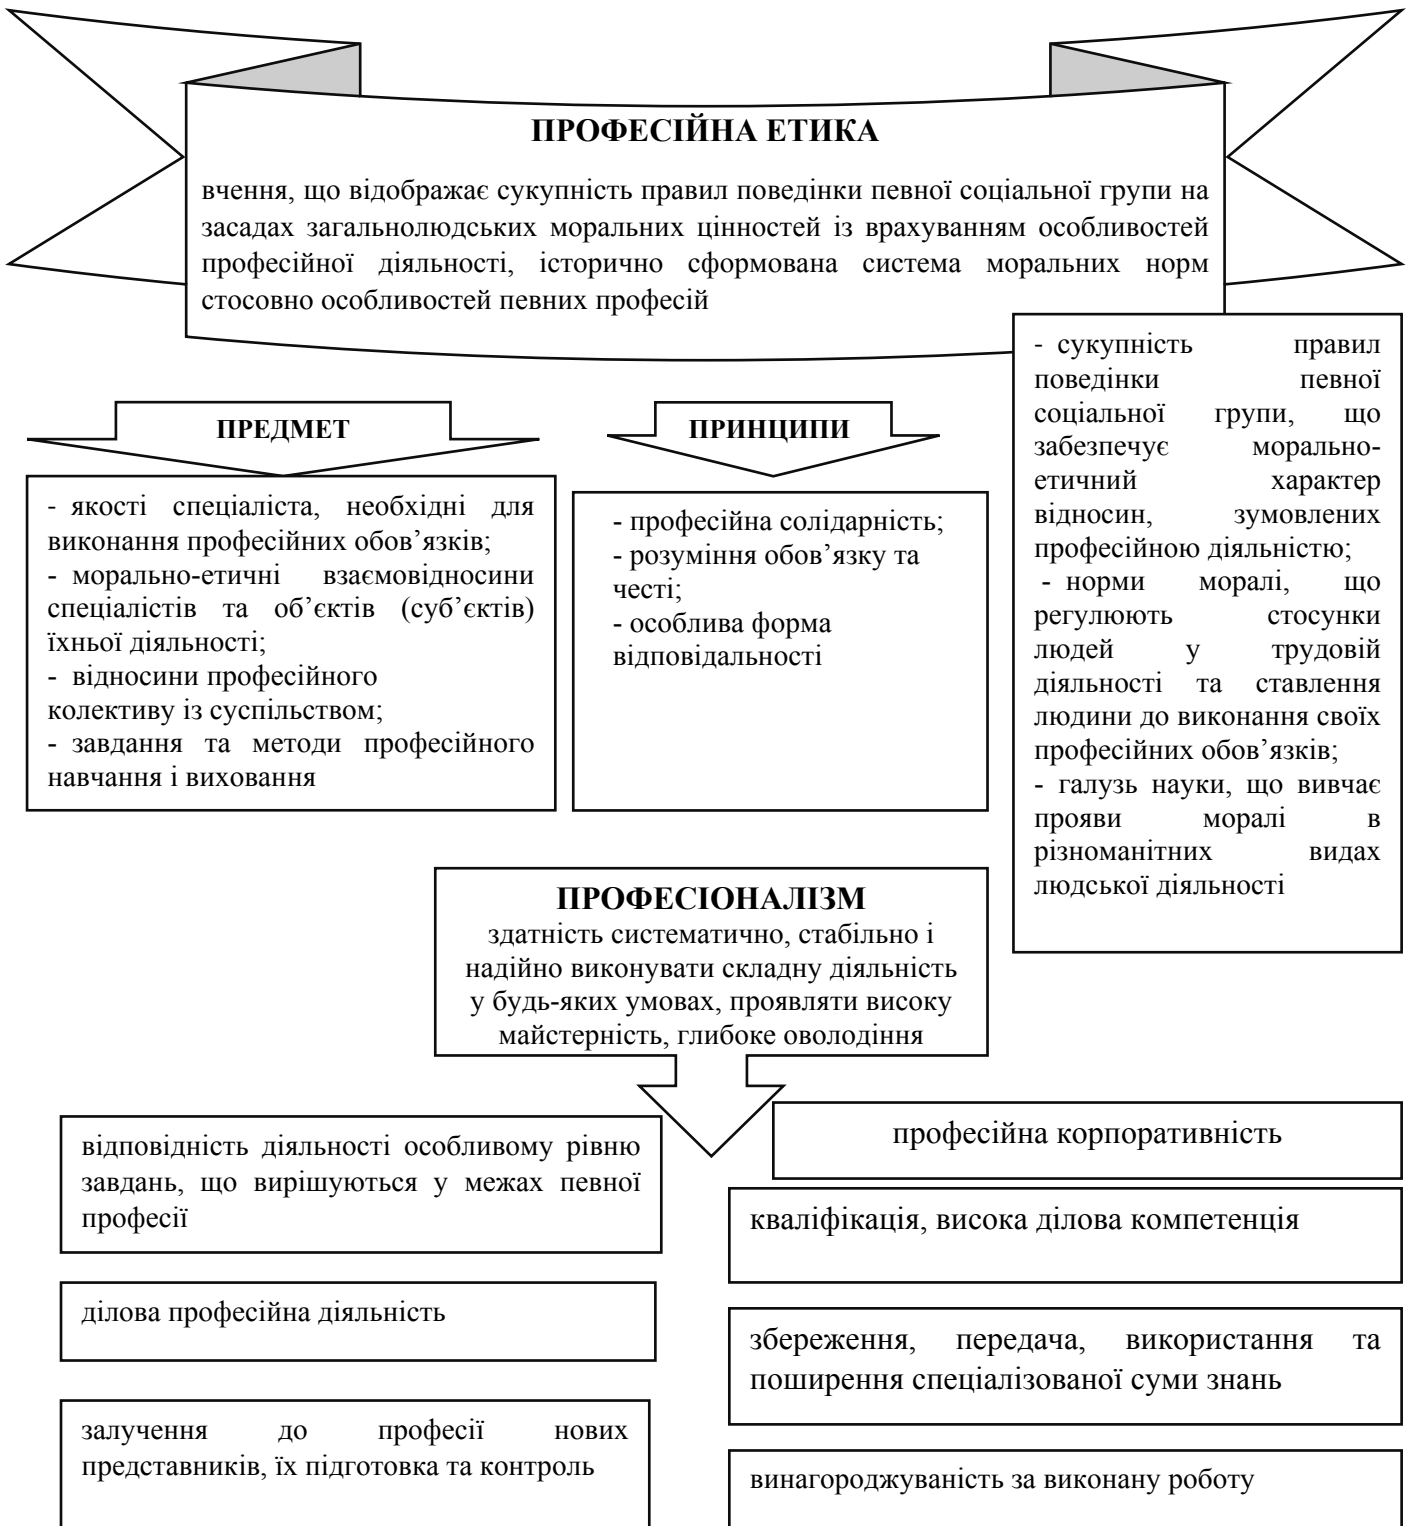 ПРОФЕСІЙНА ЕТИКА
вчення, що відображає сукупність правил поведінки певної соціальної групи на
засадах загальнолюдських моральних цінностей із врахуванням особливостей
професійної діяльності, історично сформована система моральних норм
стосовно особливостей певних професій
ПРЕДМЕТ
- якості спеціаліста, необхідні для
виконання професійних обов’язків;
- морально-етичні взаємовідносини
спеціалістів та об’єктів (суб’єктів)
їхньої діяльності;
- відносини професійного
колективу із суспільством;
- завдання та методи професійного
навчання і виховання
ПРИНЦИПИ
- професійна солідарність;
- розуміння обов’язку та
честі;
- особлива форма
відповідальності
- сукупність правил
поведінки певної
соціальної групи, що
забезпечує морально-
етичний характер
відносин, зумовлених
професійною діяльністю;
- норми моралі, що
регулюють стосунки
людей у трудовій
діяльності та ставлення
людини до виконання своїх
професійних обов’язків;
- галузь науки, що вивчає
прояви моралі в
різноманітних видах
людської діяльності
ПРОФЕСІОНАЛІЗМ
здатність систематично, стабільно і
надійно виконувати складну діяльність
у будь-яких умовах, проявляти високу
майстерність, глибоке оволодіння
відповідність діяльності особливому рівню
завдань, що вирішуються у межах певної
професії
ділова професійна діяльність
залучення до професії нових
представників, їх підготовка та контроль
професійна корпоративність
кваліфікація, висока ділова компетенція
збереження, передача, використання та
поширення спеціалізованої суми знань
винагороджуваність за виконану роботу